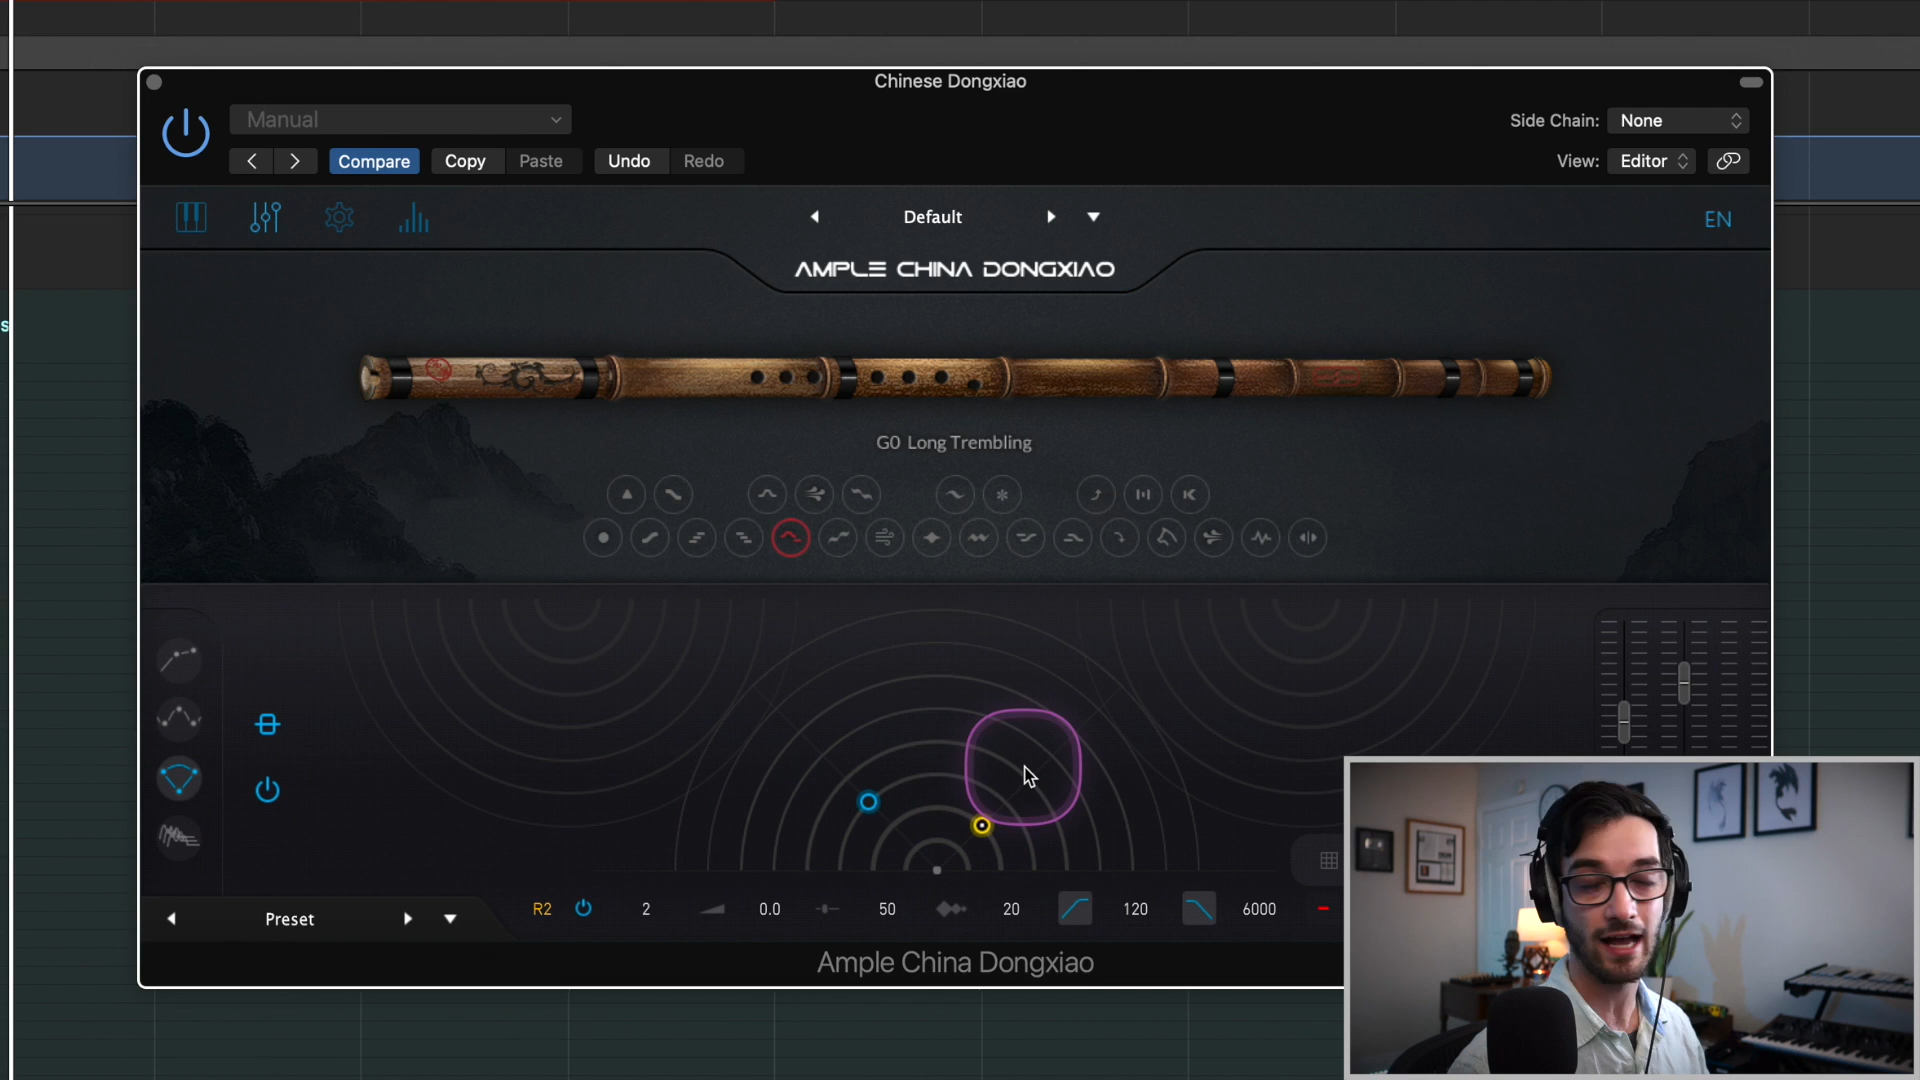 Chinese Dongxiao
Manual
Side Chain: None
Compare Copy Paste Undo Redo
View: Editor
Default
EN
AMPLE CHINA DONGXIAO
s
G0 Long Trembling
R2 2 0.0 50 20 120 6000
Preset
Ample China Dongxiao